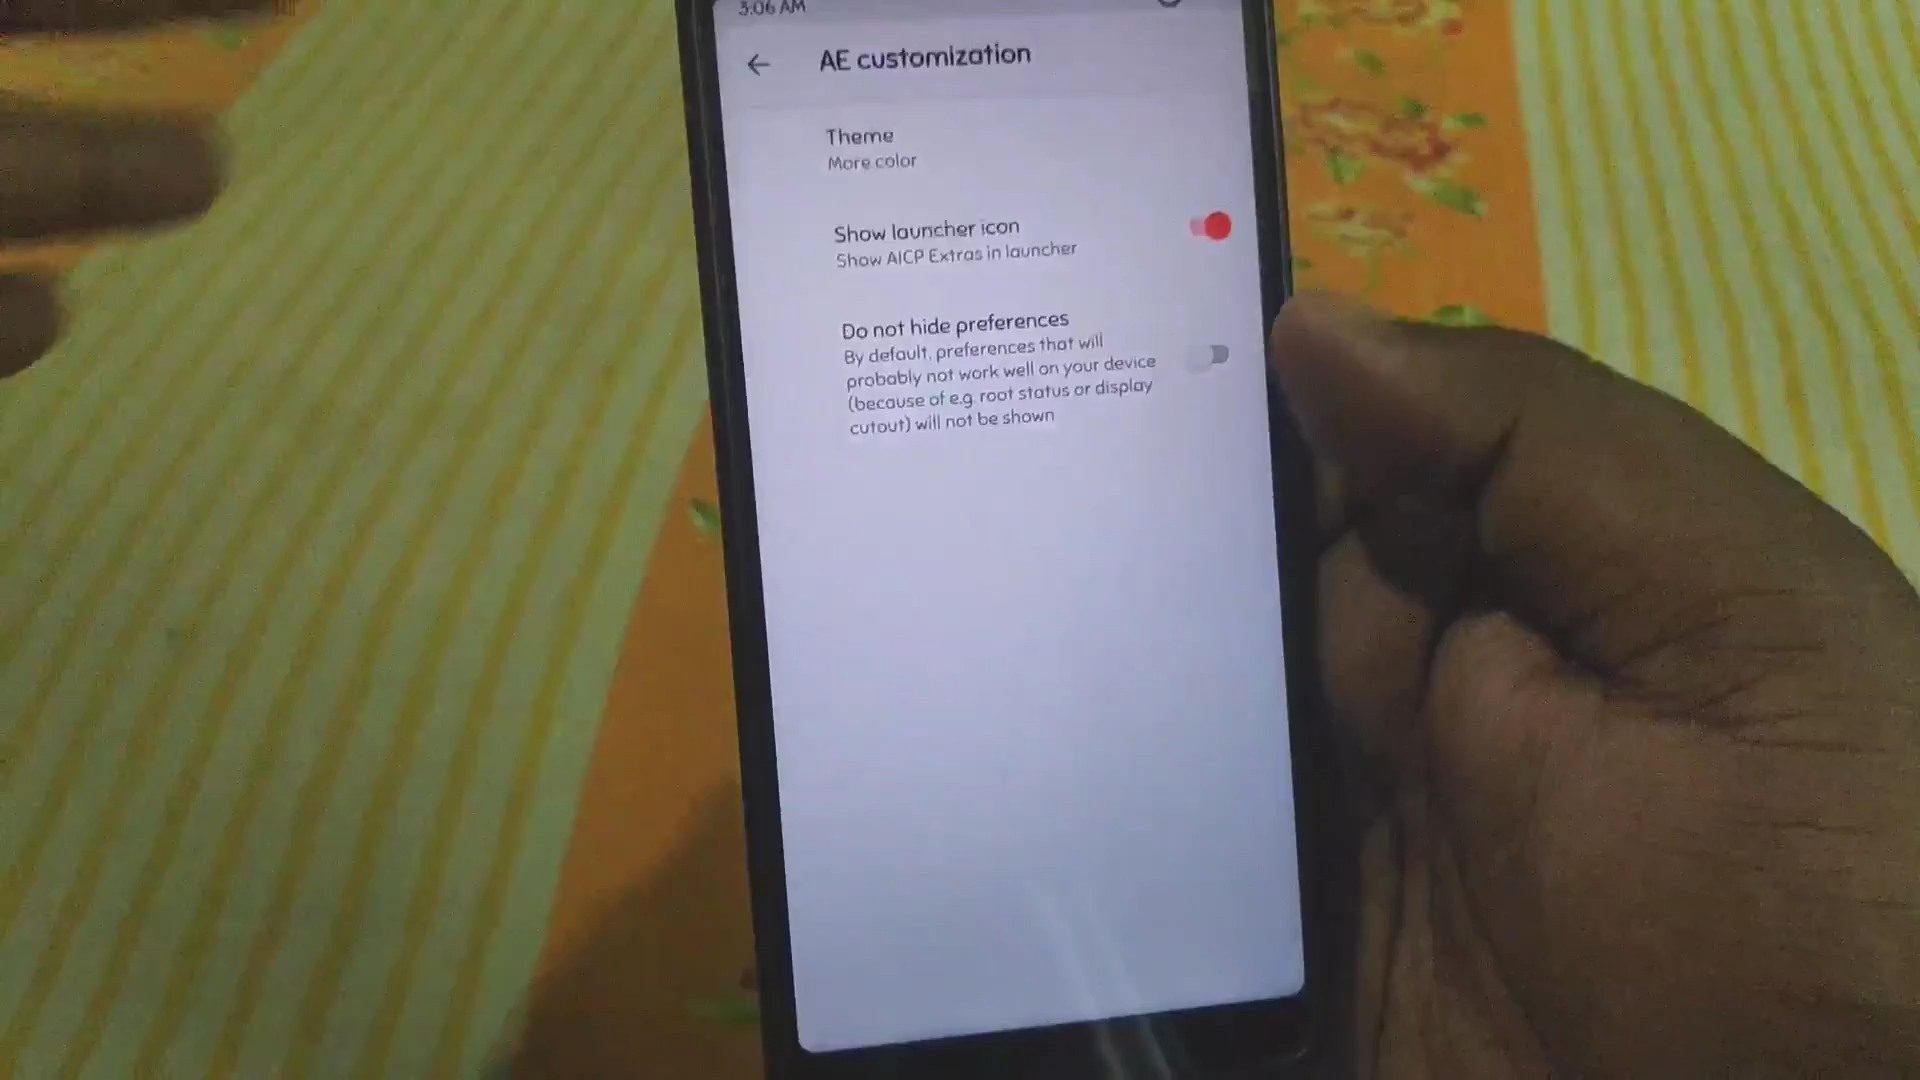 3:06 AM
AE customization
Theme
More color
Show launcher icon
Show AICP Extras in launcher
Do not hide preferences
By default, preferences that will
probably not work well on your device
(because of e.g. root status or display
cutout) will not be shown